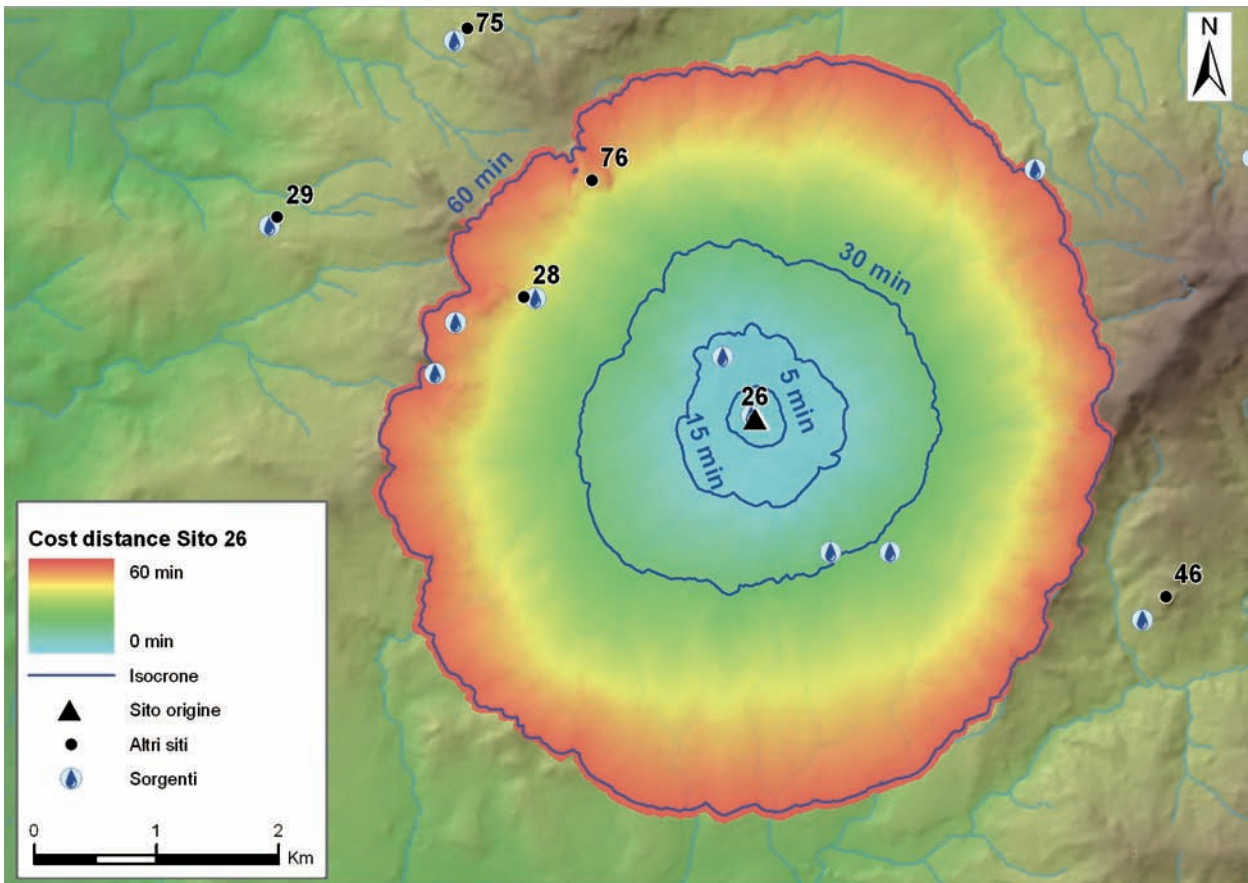 75
N
76
60 min
29
30 min
28
5 min
26
15 min
46
Cost distance Sito 26
60 min
0 min
Isocrone
Sito origine
Altri siti
Sorgenti
0 1 2
Km